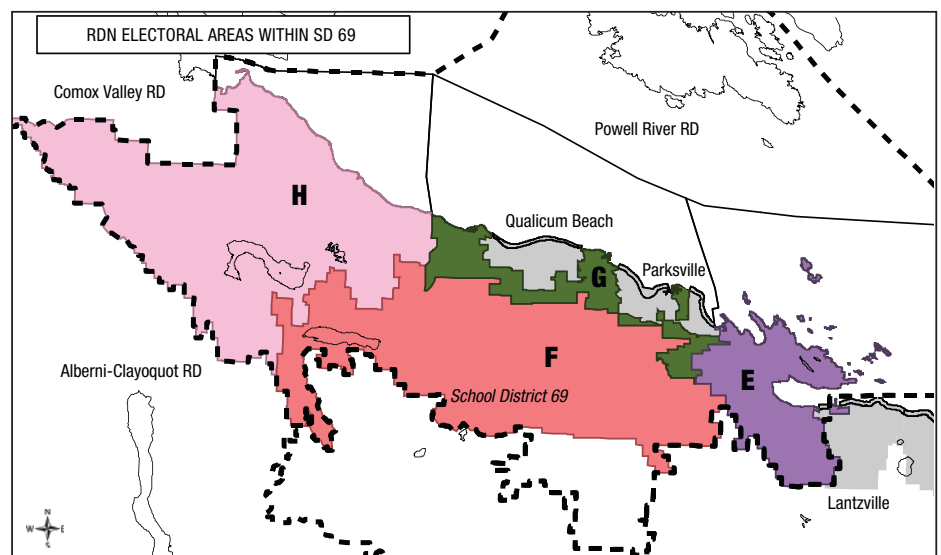 RDN ELECTORAL AREAS WITHIN SD 69
Comox Valley RD
Powell River RD
H
Qualicum Beach
G
Parksville
F
E
Alberni-Clayoquot RD
School District 69
Lantzville
N
W E
S